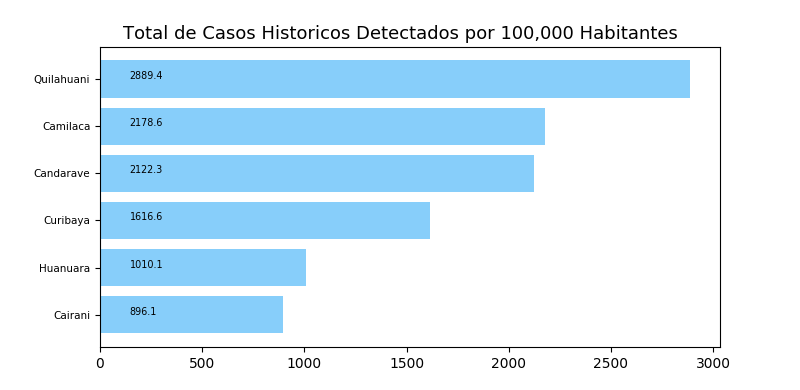 Total de Casos Historicos Detectados por 100,000 Habitantes
Quilahuani 2889.4
Camilaca 2178.6
Candarave 2122.3
Curibaya 1616.6
Huanuara 1010.1
Cairani 896.1
0 500 1000 1500 2000 2500 3000